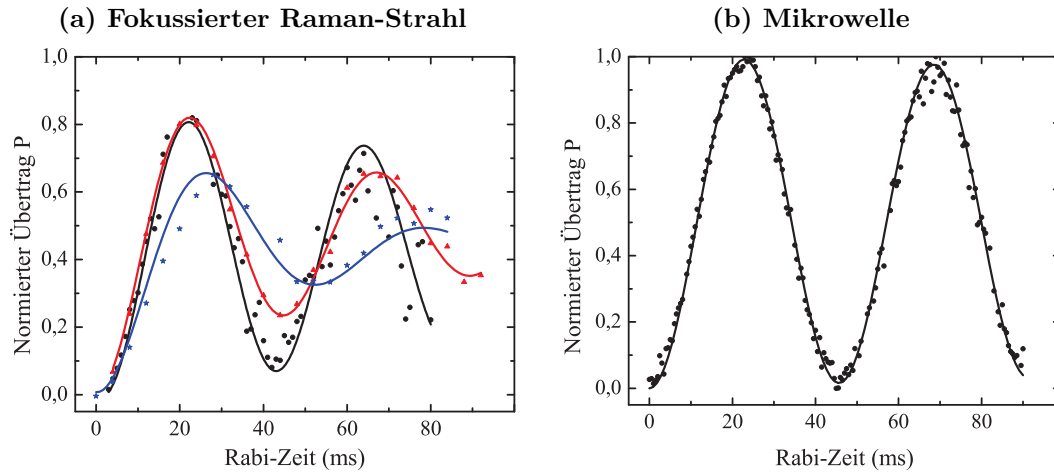 (a) Fokussierter Raman-Strahl
1,0
0,8
0,6
0,4
0,2
0,0
Normierter Übertrag P
0 20 40 60 80
Rabi-Zeit (ms)
(b) Mikrowelle
1,0
0,8
0,6
0,4
0,2
0,0
Normierter Übertrag P
0 20 40 60 80
Rabi-Zeit (ms)